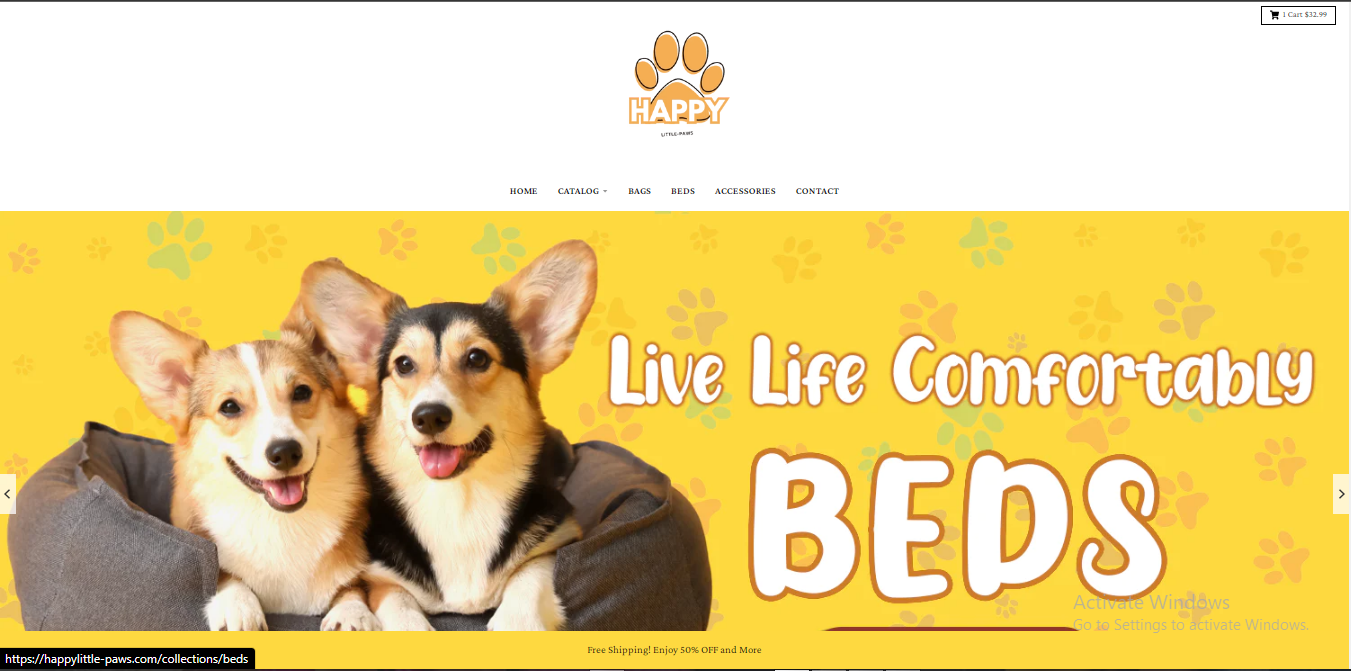 1 Cart $32.99
HAPPY
LITTLE-PAWS
HOME CATALOG BAGS BEDS ACCESSORIES CONTACT
Live Life Comfortably
BEDS
Activate Windows
Go to Settings to activate Windows.
Free Shipping! Enjoy 50% OFF and More
https://happylittle-paws.com/collections/beds